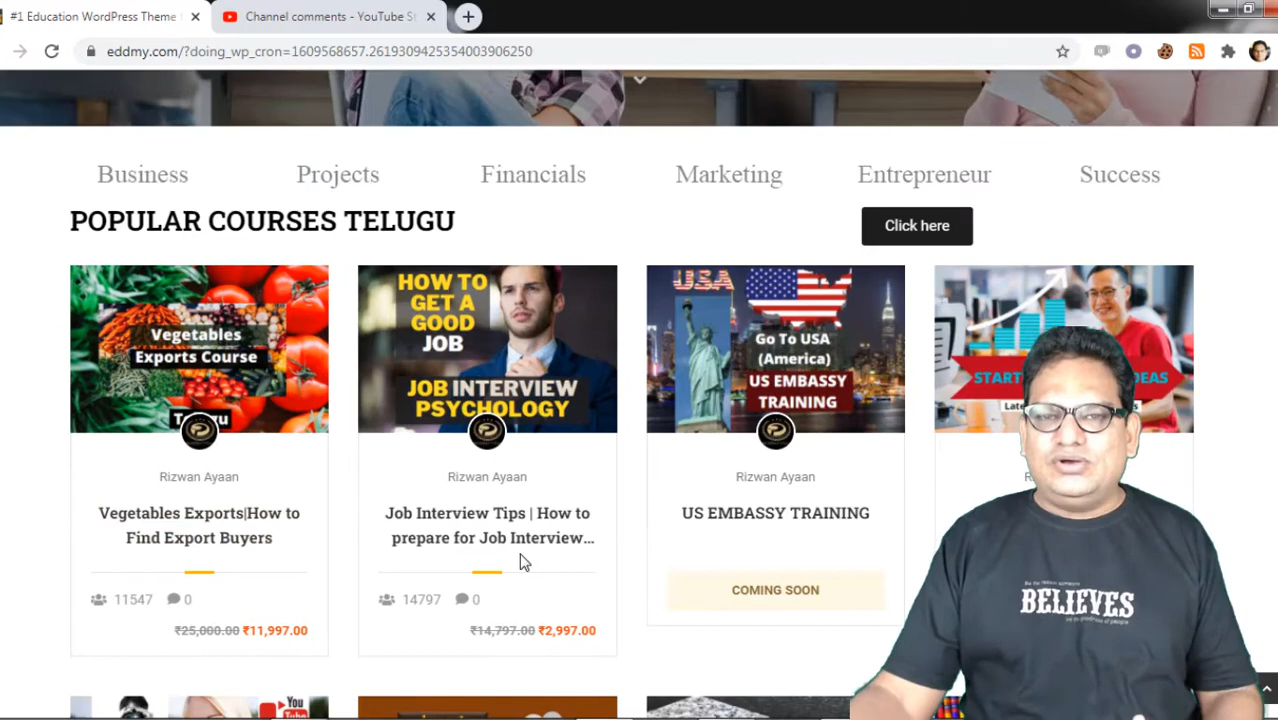 #1 Education WordPress Theme
Channel comments - YouTube St
eddmy.com/?doing_wp_cron=1609568657.2619309425354003906250
Business Projects Financials Marketing Entrepreneur Success
POPULAR COURSES TELUGU
Click here
Vegetables
Exports Course
Telugu
HOW TO
GET A
GOOD
JOB
JOB INTERVIEW
PSYCHOLOGY
USA
Go To USA
(America)
US EMBASSY
TRAINING
START
EAS
Rizwan Ayaan
Vegetables Exports|How to
Find Export Buyers
11547 0
₹25,000.00 ₹11,997.00
Rizwan Ayaan
Job Interview Tips | How to
prepare for Job Interview...
14797 0
₹14,797.00 ₹2,997.00
Rizwan Ayaan
US EMBASSY TRAINING
COMING SOON
BELIEVES
You
Tube